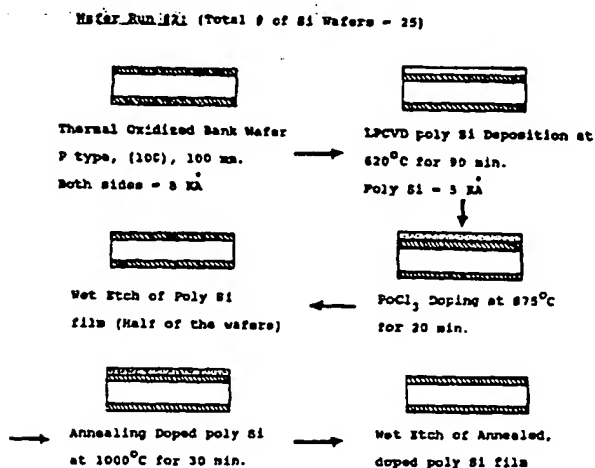 Wafer Run #2: (Total # of Si Wafers = 25)
Thermal Oxidized Bank Wafer
P type, (100), 100 mm.
Both sides = 8 KÅ
LPCVD poly Si Deposition at
620°C for 90 min.
Poly Si = 5 KÅ
PoCl3 Doping at 875°C
for 20 min.
Wet Etch of Poly Si
film (Half of the wafers)
Annealing Doped poly Si
at 1000°C for 30 min.
Wet Etch of Annealed,
doped poly Si film